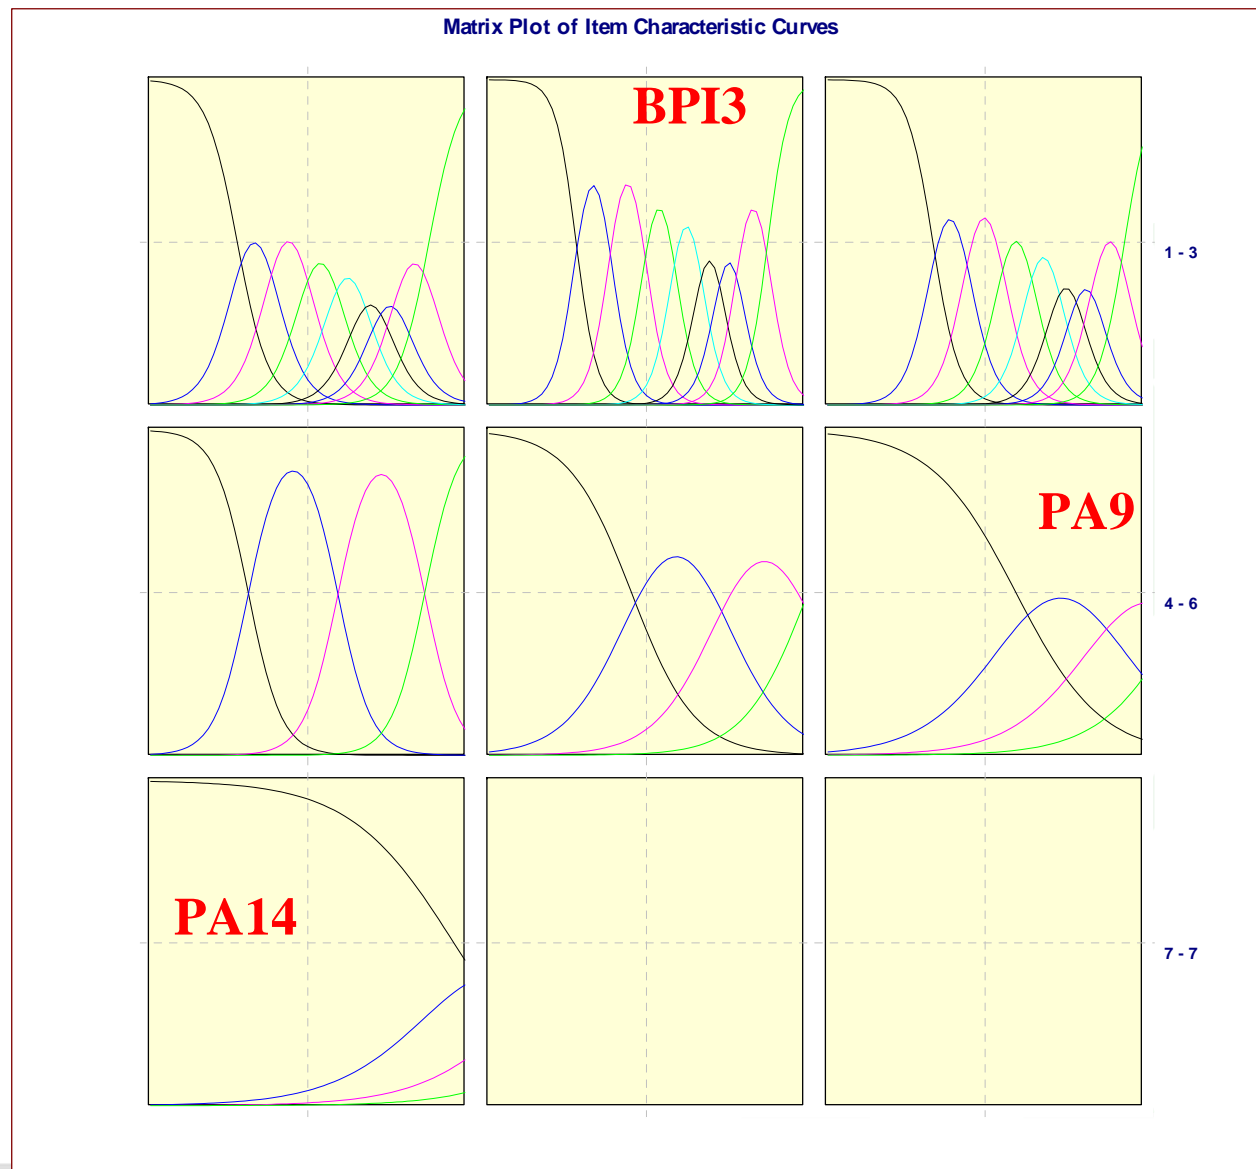 Matrix Plot of Item Characteristic Curves
BPI3
1 - 3
PA9
4 - 6
PA14
7 - 7